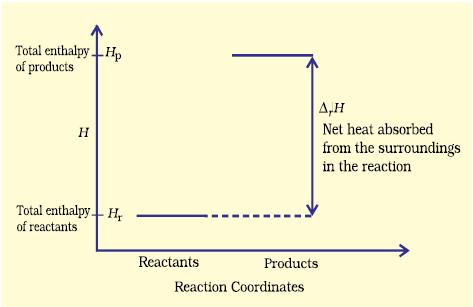 Total enthalpy
of products
Hp
ΔrH
Net heat absorbed
from the surroundings
in the reaction
H
Total enthalpy
of reactants
Hr
Reactants
Products
Reaction Coordinates